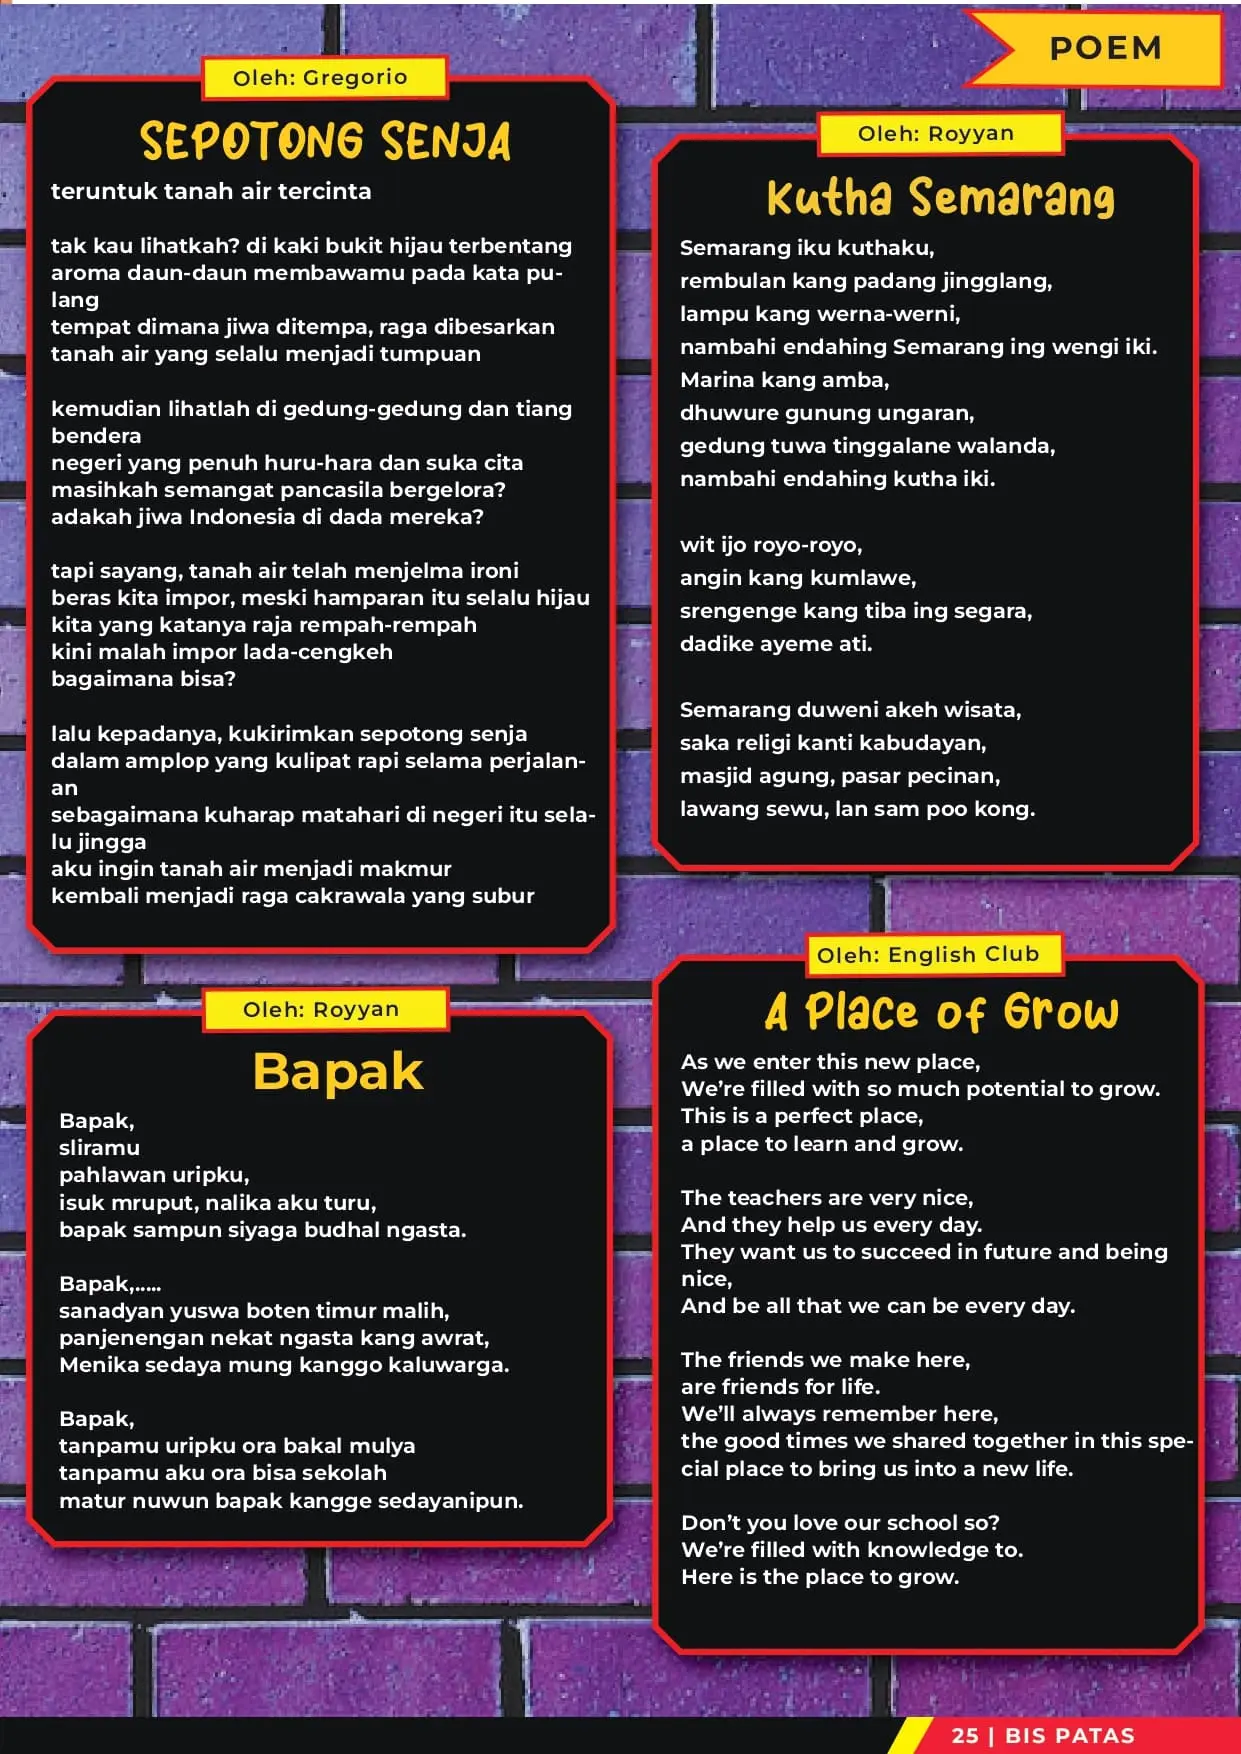 POEM
Oleh: Gregorio
SEPOTONG SENJA
teruntuk tanah air tercinta
tak kau lihatkah? di kaki bukit hijau terbentang
aroma daun-daun membawamu pada kata pu-
lang
tempat dimana jiwa ditempa, raga dibesarkan
tanah air yang selalu menjadi tumpuan
kemudian lihatlah di gedung-gedung dan tiang
bendera
negeri yang penuh huru-hara dan suka cita
masihkah semangat pancasila bergelora?
adakah jiwa Indonesia di dada mereka?
tapi sayang, tanah air telah menjelma ironi
beras kita impor, meski hamparan itu selalu hijau
kita yang katanya raja rempah-rempah
kini malah impor lada-cengkeh
bagaimana bisa?
lalu kepadanya, kukirimkan sepotong senja
dalam amplop yang kulipat rapi selama perjalan-
an
sebagaimana kuharap matahari di negeri itu sela-
lu jingga
aku ingin tanah air menjadi makmur
kembali menjadi raga cakrawala yang subur
Oleh: Royyan
Kutha Semarang
Semarang iku kuthaku,
rembulan kang padang jingglang,
lampu kang werna-werni,
nambahi endahing Semarang ing wengi iki.
Marina kang amba,
dhuwure gunung ungaran,
gedung tuwa tinggalane walanda,
nambahi endahing kutha iki.
wit ijo royo-royo,
angin kang kumlawe,
srengenge kang tiba ing segara,
dadike ayeme ati.
Semarang duweni akeh wisata,
saka religi kanti kabudayan,
masjid agung, pasar pecinan,
lawang sewu, lan sam poo kong.
Oleh: Royyan
Bapak
Bapak,
sliramu
pahlawan uripku,
isuk mruput, nalika aku turu,
bapak sampun siyaga budhal ngasta.
Bapak,.....
sanadyan yuswa boten timur malih,
panjenengan nekat ngasta kang awrat,
Menika sedaya mung kanggo kaluwarga.
Bapak,
tanpamu uripku ora bakal mulya
tanpamu aku ora bisa sekolah
matur nuwun bapak kangge sedayanipun.
Oleh: English Club
A Place of Grow
As we enter this new place,
We're filled with so much potential to grow.
This is a perfect place,
a place to learn and grow.
The teachers are very nice,
And they help us every day.
They want us to succeed in future and being
nice,
And be all that we can be every day.
The friends we make here,
are friends for life.
We'll always remember here,
the good times we shared together in this spe-
cial place to bring us into a new life.
Don't you love our school so?
We're filled with knowledge to.
Here is the place to grow.
25 | BIS PATAS